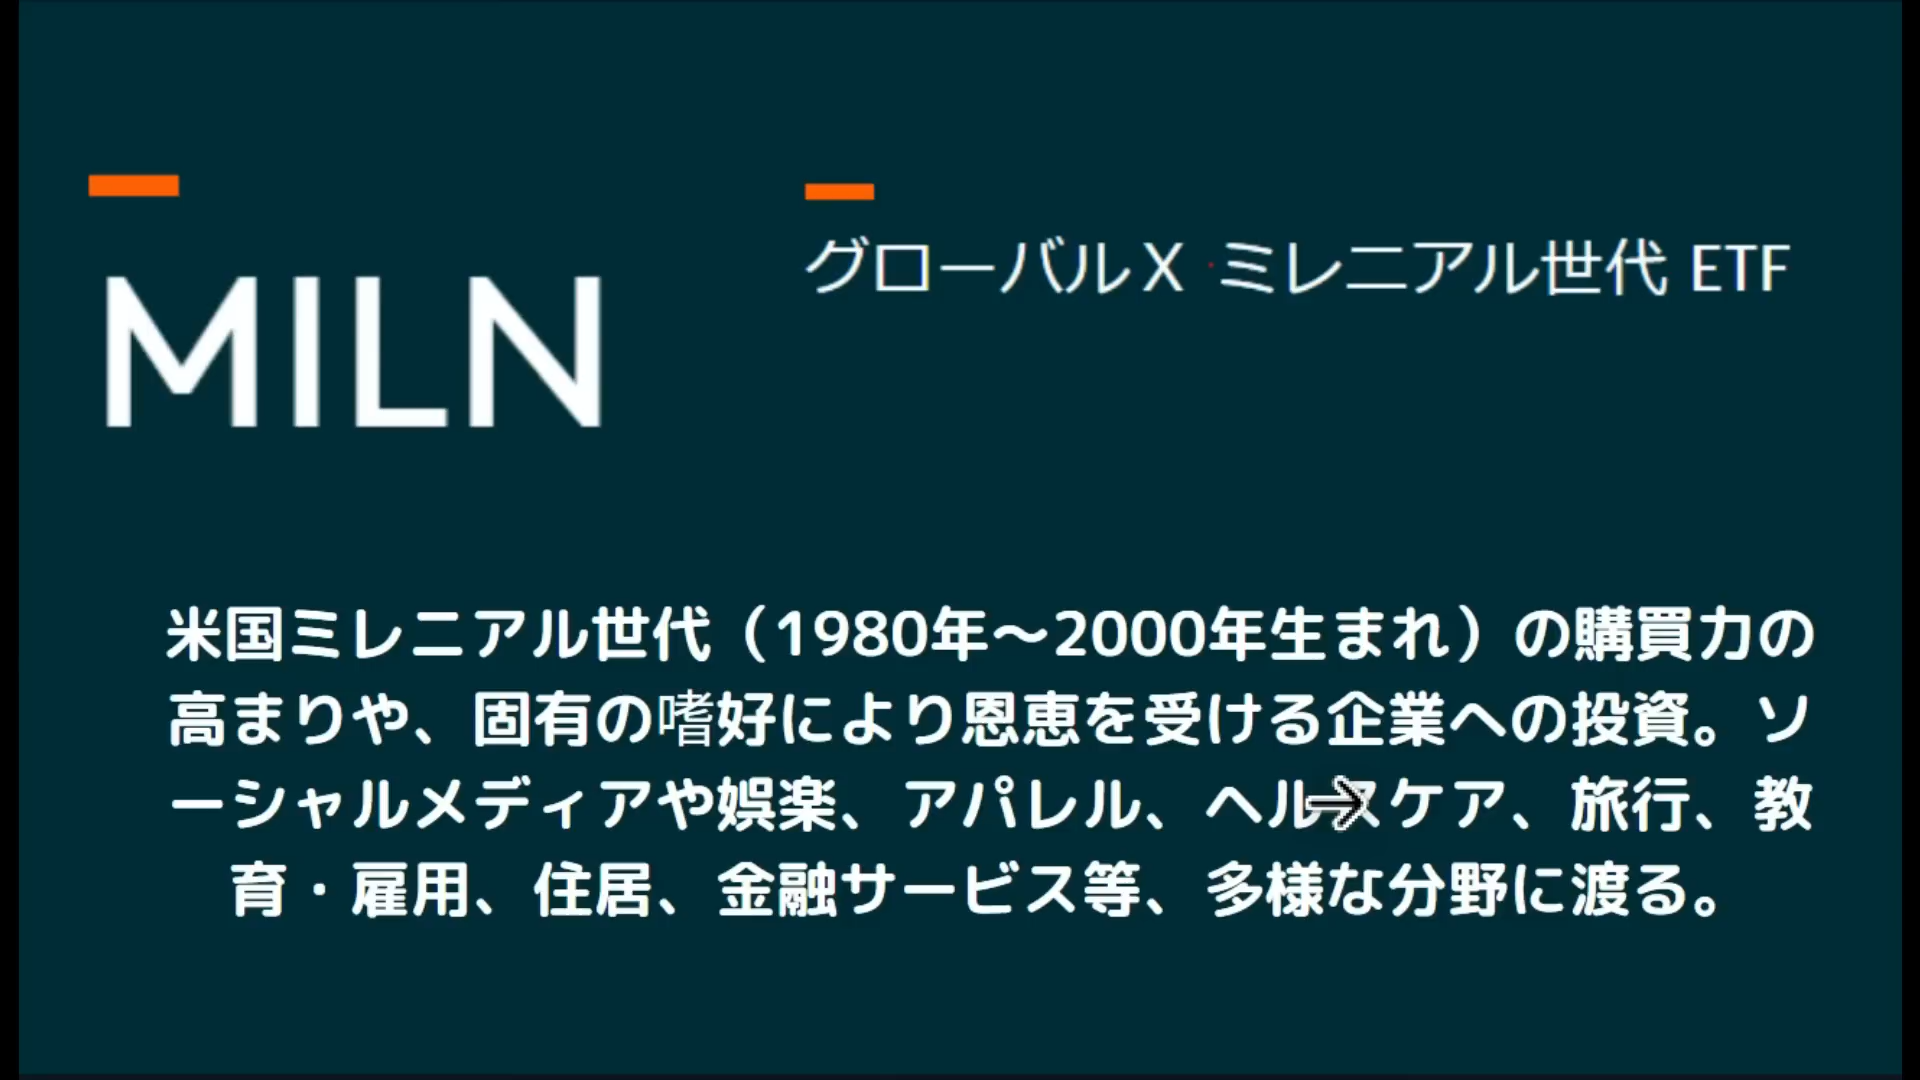 MILN
グローバルX ミレニアル世代 ETF
米国ミレニアル世代（1980年～2000年生まれ）の購買力の
高まりや、固有の嗜好により恩恵を受ける企業への投資。ソ
ーシャルメディアや娯楽、アパレル、ヘルスケア、旅行、教
育・雇用、住居、金融サービス等、多様な分野に渡る。